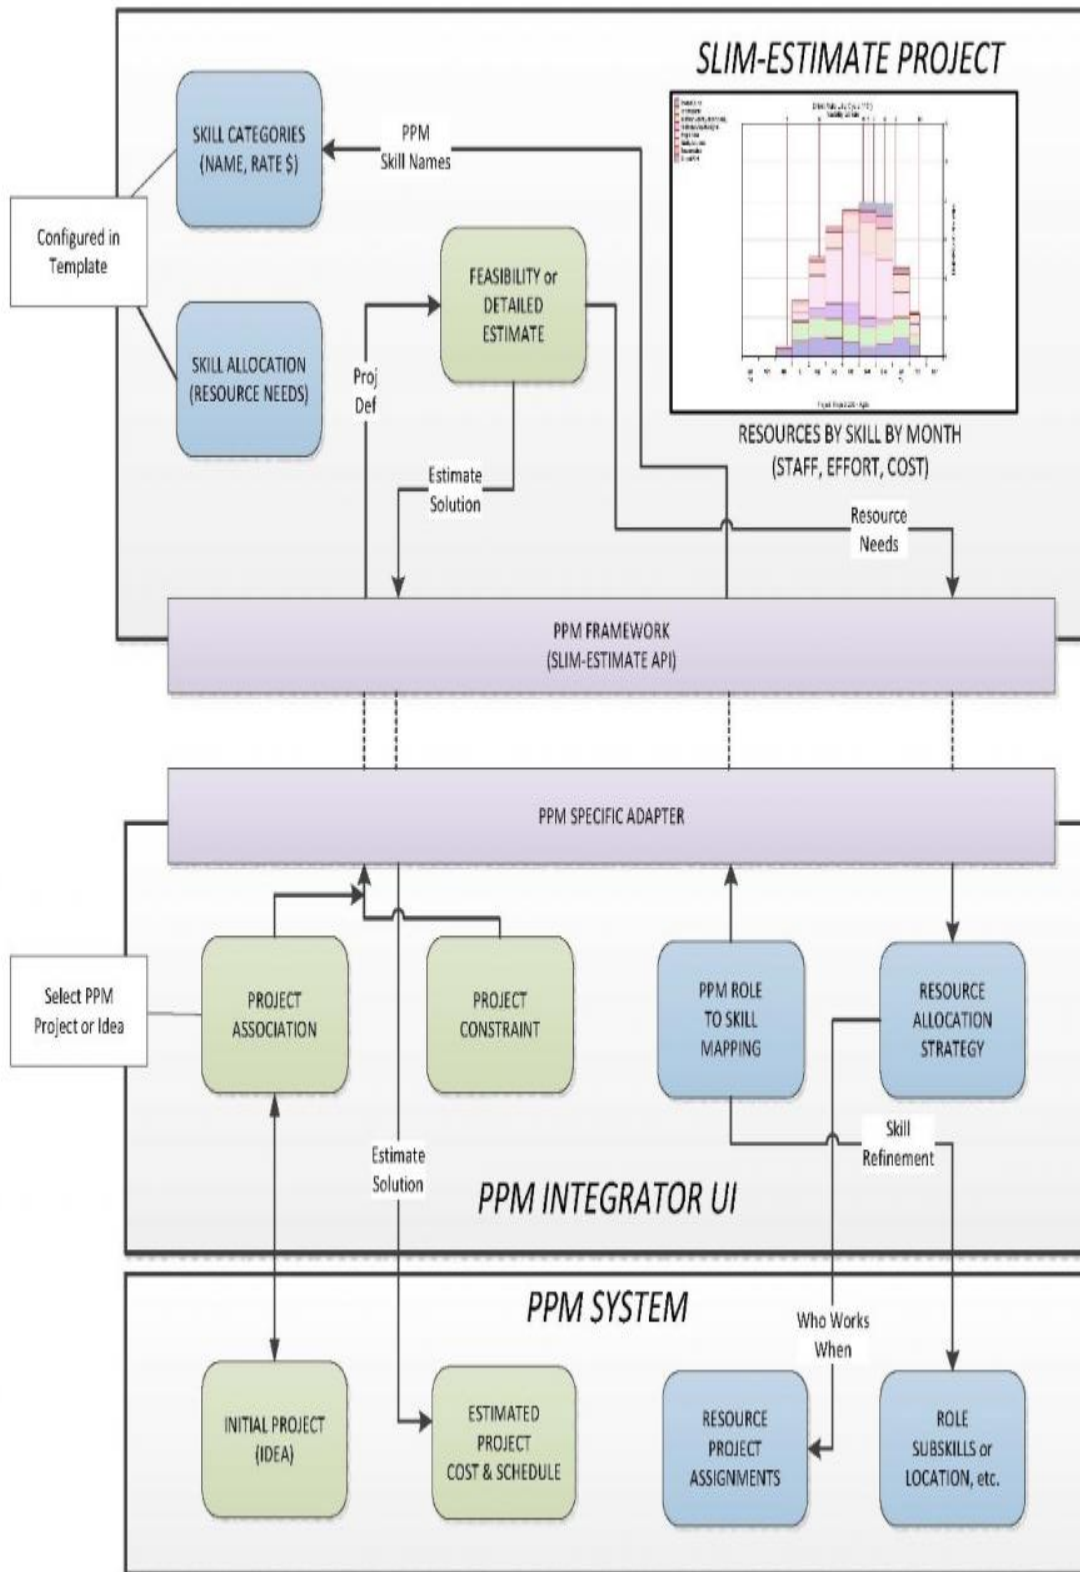 SLIM-ESTIMATE PROJECT
SKILL CATEGORIES
(NAME, RATE $)
PPM
Skill Names
Configured in
Template
FEASIBILITY or
DETAILED
ESTIMATE
SKILL ALLOCATION
(RESOURCE NEEDS)
Proj
Def
RESOURCES BY SKILL BY MONTH
(STAFF, EFFORT, COST)
Estimate
Solution
Resource
Needs
PPM FRAMEWORK
(SLIM-ESTIMATE API)
PPM SPECIFIC ADAPTER
Select PPM
Project or Idea
PROJECT
ASSOCIATION
PROJECT
CONSTRAINT
PPM ROLE
TO SKILL
MAPPING
RESOURCE
ALLOCATION
STRATEGY
Estimate
Solution
Skill
Refinement
PPM INTEGRATOR UI
PPM SYSTEM
Who Works
When
INITIAL PROJECT
(IDEA)
ESTIMATED
PROJECT
COST & SCHEDULE
RESOURCE
PROJECT
ASSIGNMENTS
ROLE
SUBSKILLS or
LOCATION, etc.